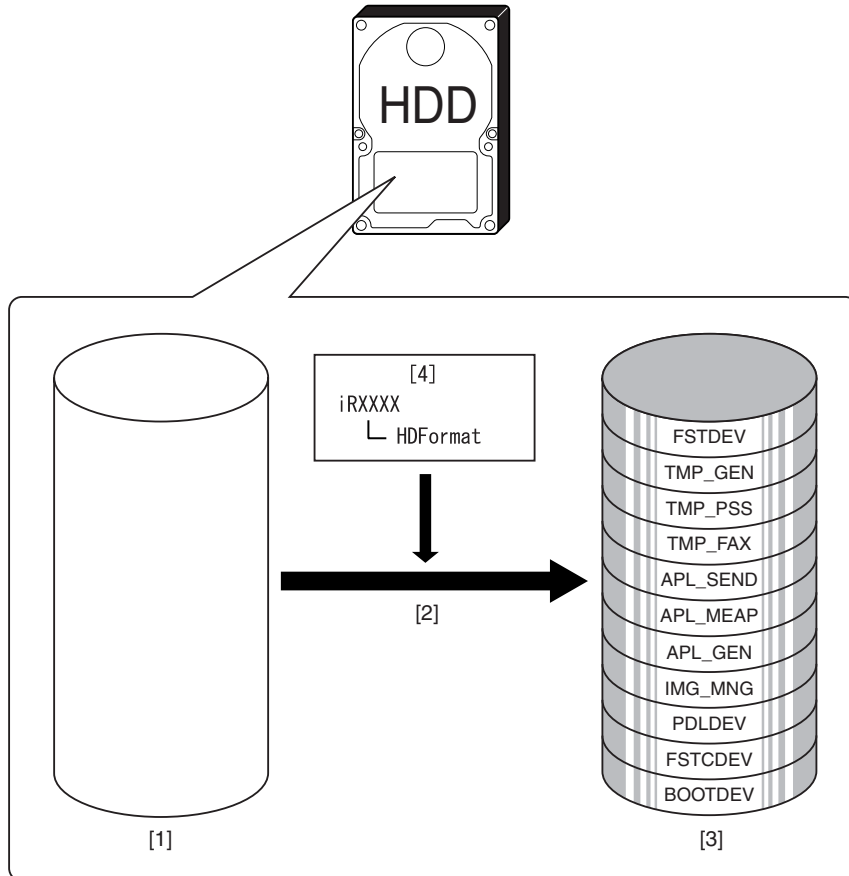 HDD
[4]
iRXXXX
HDFormat
[2]
FSTDEV
TMP_GEN
TMP_PSS
TMP_FAX
APL_SEND
APL_MEAP
APL_GEN
IMG_MNG
PDLDEV
FSTCDEV
BOOTDEV
[1]
[3]